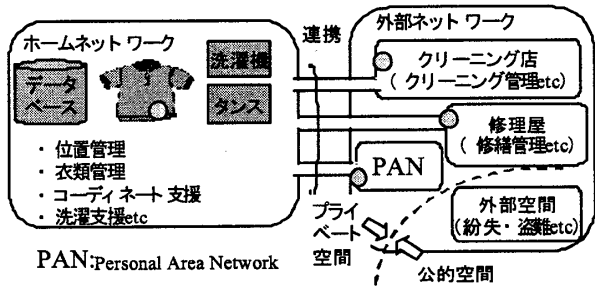 ホームネットワーク
データ
ベース
洗濯機
タンス
・ 位置管理
・ 衣類管理
・ コーディネート支援
・ 洗濯支援etc
連携
外部ネットワーク
クリーニング店
( クリーニング管理etc)
修理屋
( 修繕管理etc)
PAN
外部空間
(紛失・盗難etc)
プライ
ベート
空間
公的空間
PAN:Personal Area Network